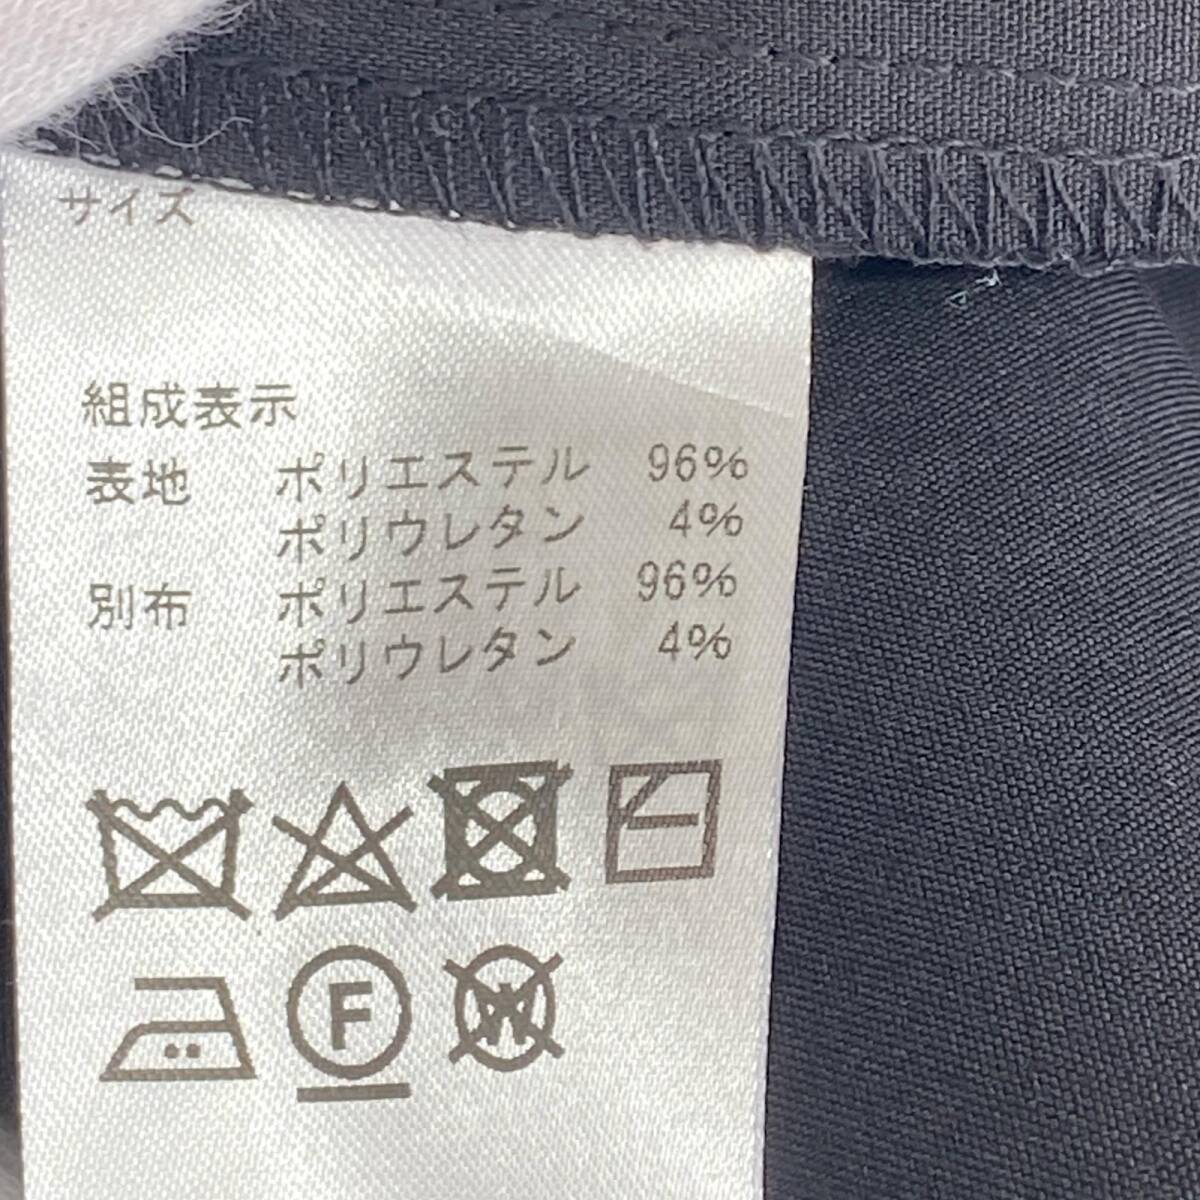 サイズ
組成表示
表地 ポリエステル 96%
ポリウレタン 4%
別布 ポリエステル 96%
ポリウレタン 4%
F W